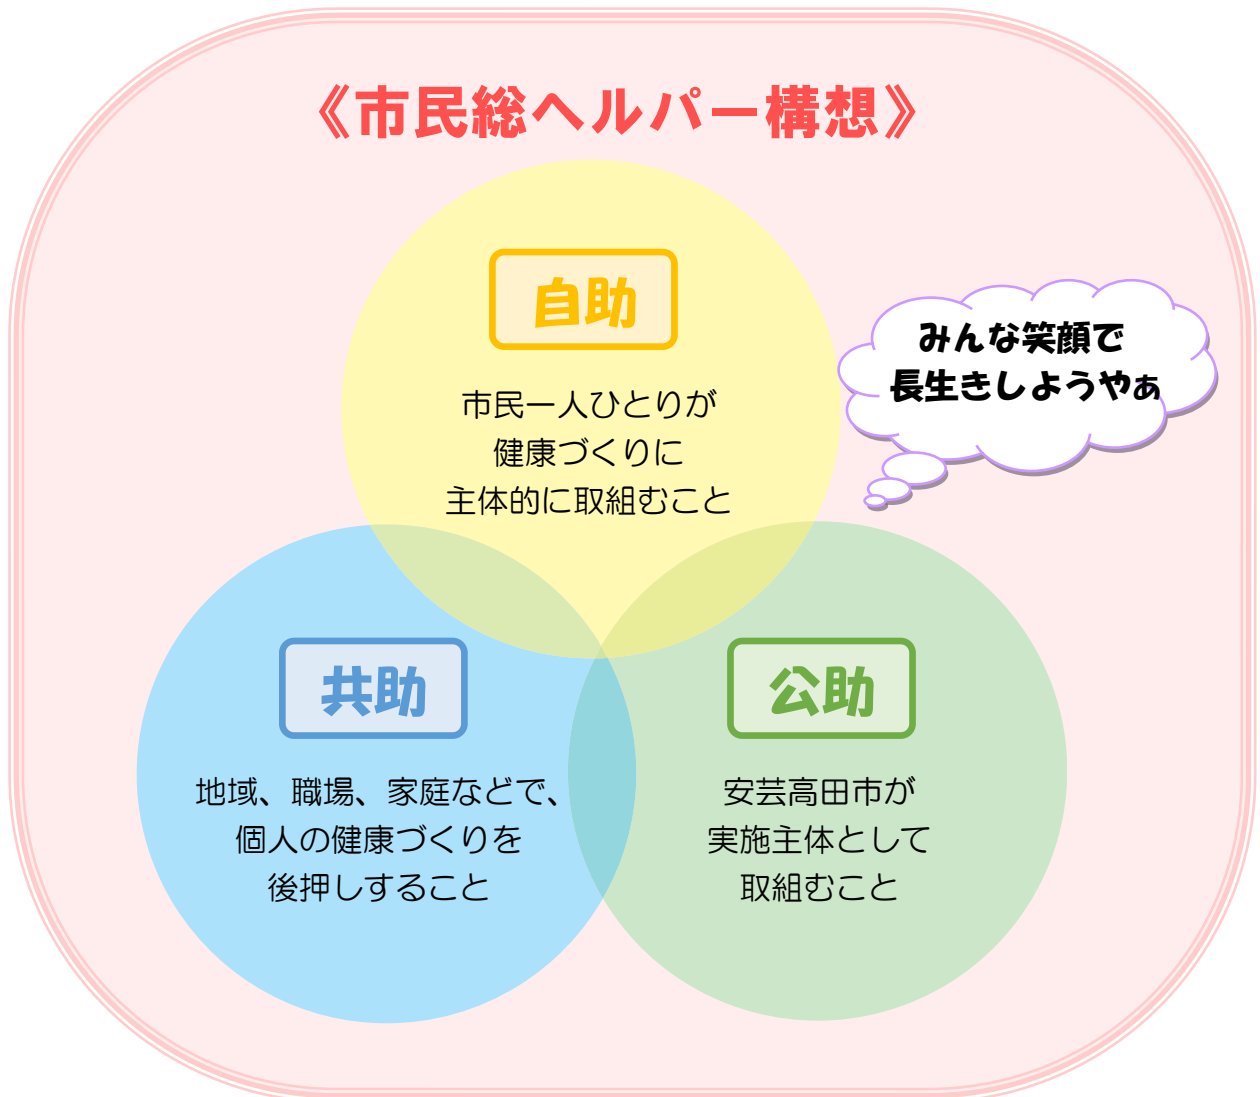 《市民総ヘルパー構想》
自助
市民一人ひとりが
健康づくりに
主体的に取組むこと
みんな笑顔で
長生きしようやぁ
共助
地域、職場、家庭などで、
個人の健康づくりを
後押しすること
公助
安芸高田市が
実施主体として
取組むこと